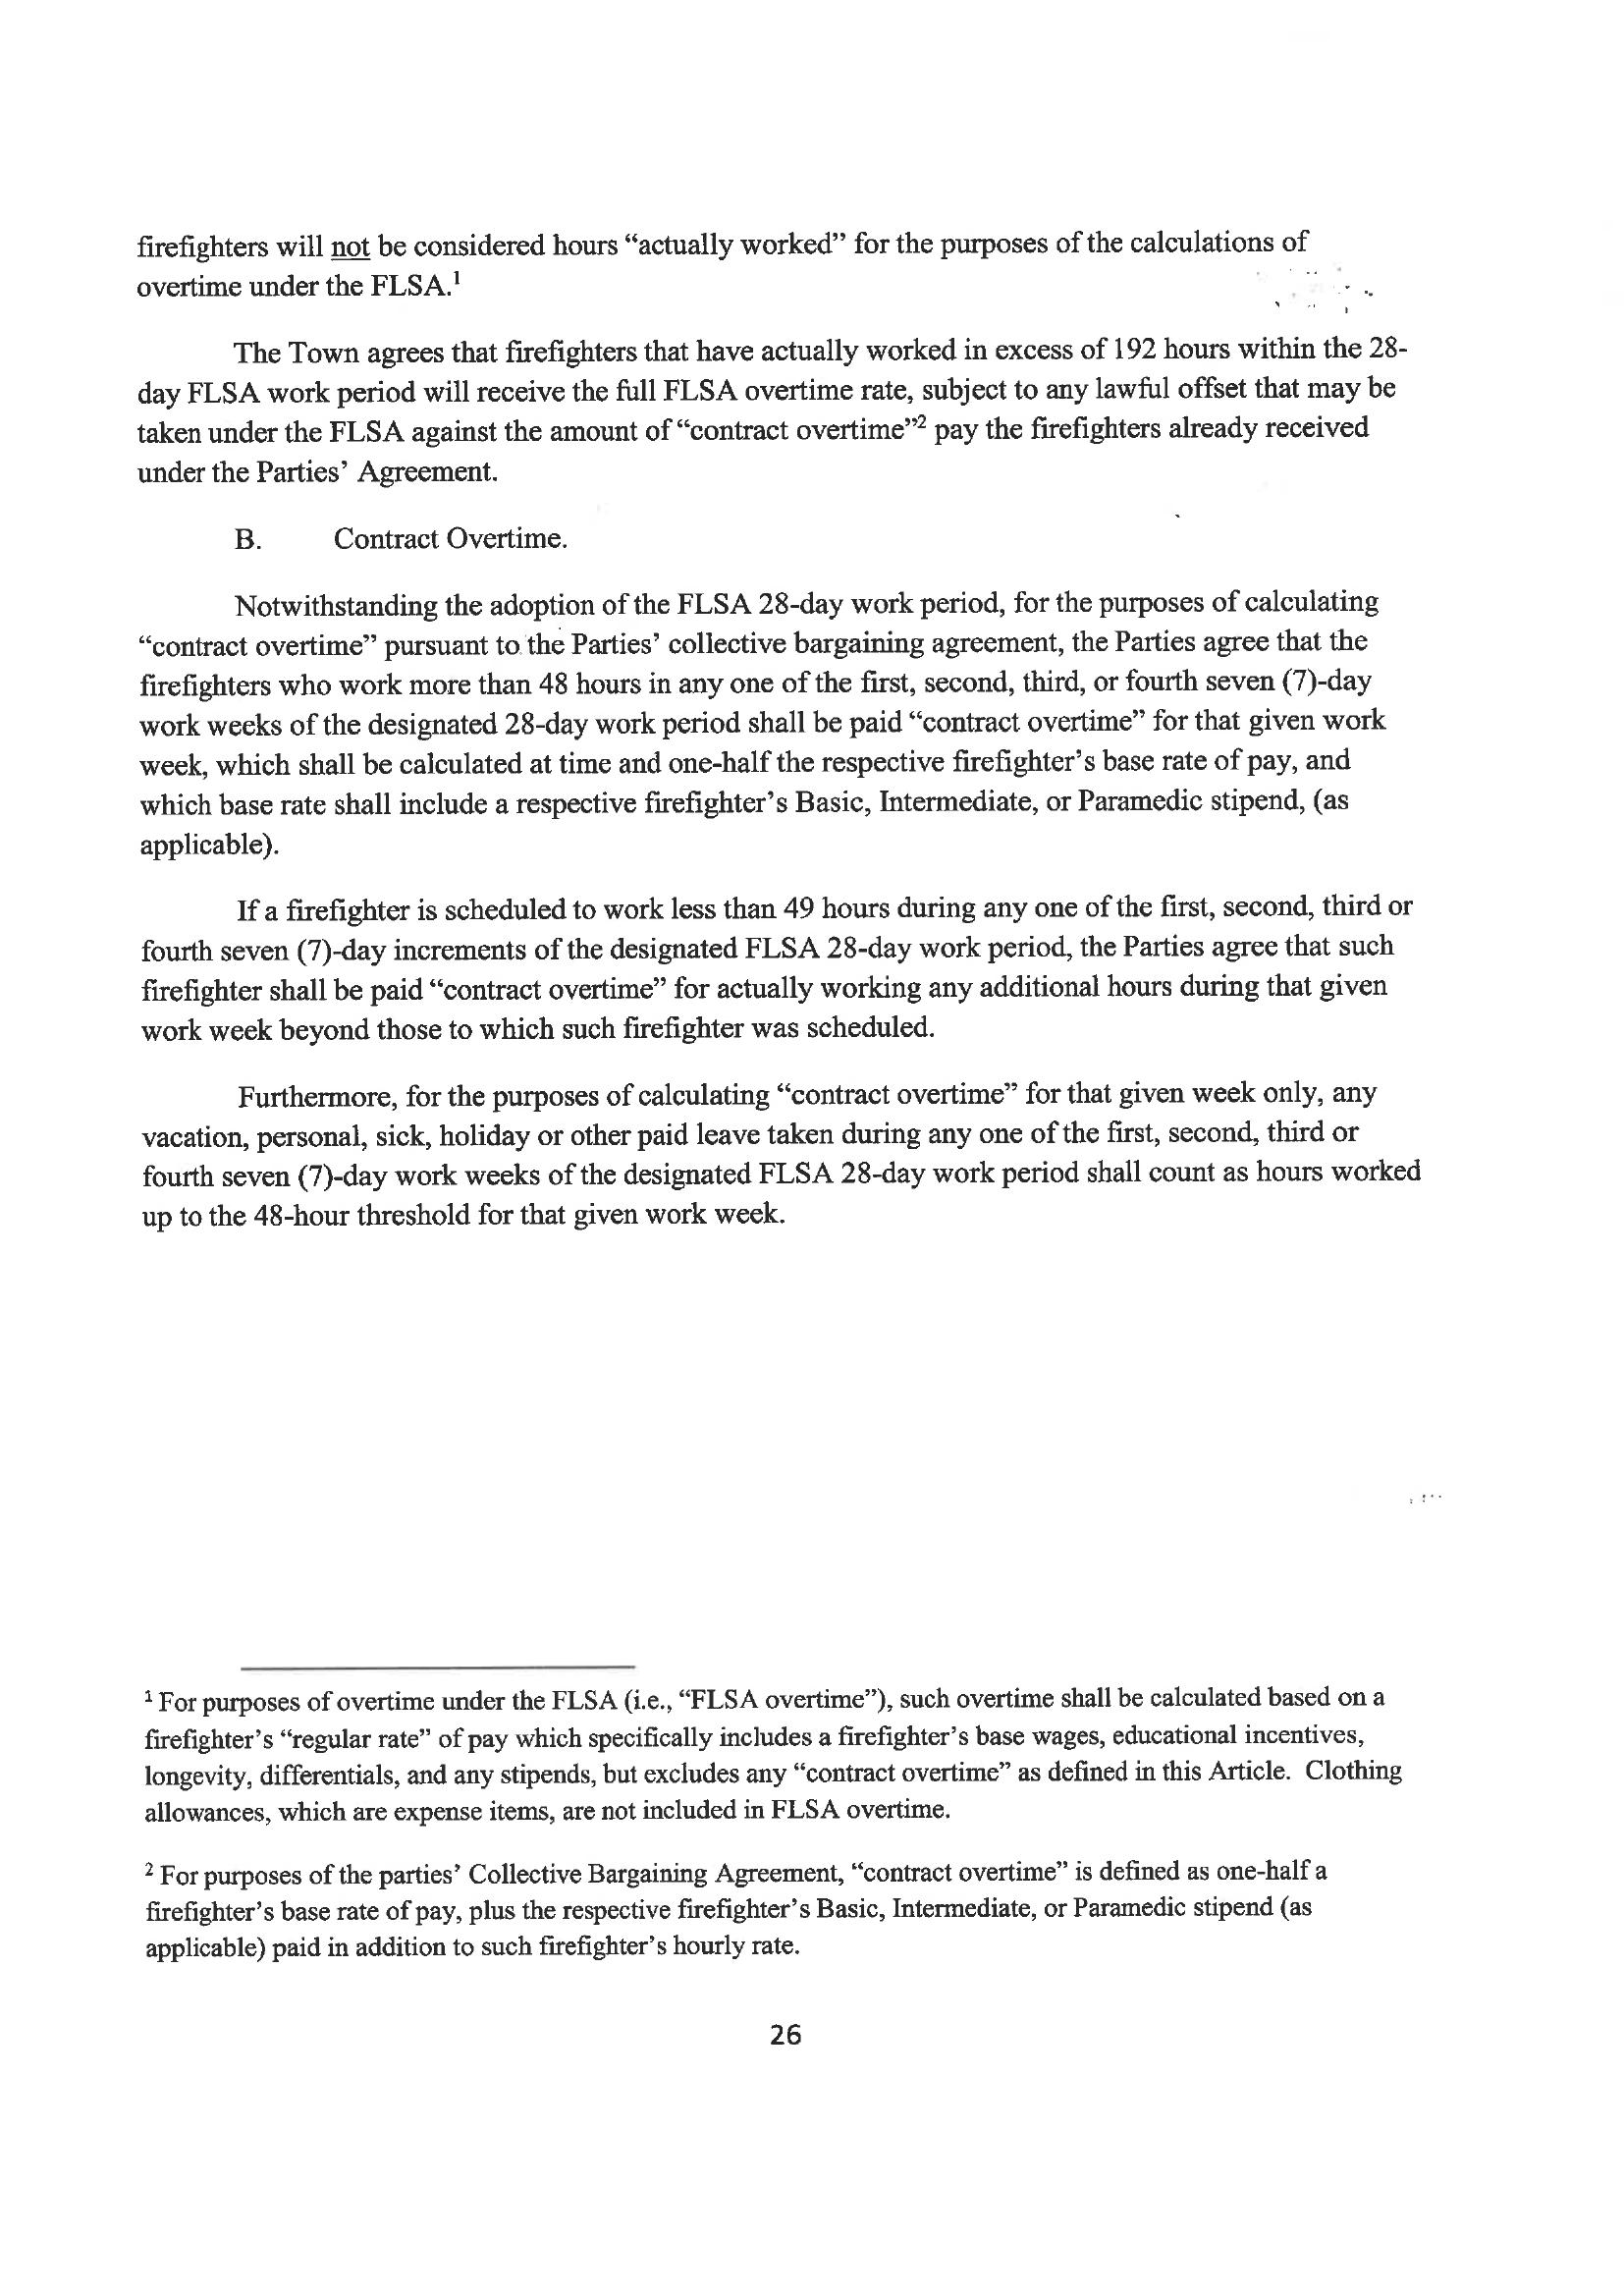 firefighters will not be considered hours “actually worked” for the purposes of the calculations of
overtime under the FLSA.¹
The Town agrees that firefighters that have actually worked in excess of 192 hours within the 28-
day FLSA work period will receive the full FLSA overtime rate, subject to any lawful offset that may be
taken under the FLSA against the amount of “contract overtime”² pay the firefighters already received
under the Parties’ Agreement.
B. Contract Overtime.
Notwithstanding the adoption of the FLSA 28-day work period, for the purposes of calculating
“contract overtime” pursuant to the Parties’ collective bargaining agreement, the Parties agree that the
firefighters who work more than 48 hours in any one of the first, second, third, or fourth seven (7)-day
work weeks of the designated 28-day work period shall be paid “contract overtime” for that given work
week, which shall be calculated at time and one-half the respective firefighter’s base rate of pay, and
which base rate shall include a respective firefighter’s Basic, Intermediate, or Paramedic stipend, (as
applicable).
If a firefighter is scheduled to work less than 49 hours during any one of the first, second, third or
fourth seven (7)-day increments of the designated FLSA 28-day work period, the Parties agree that such
firefighter shall be paid “contract overtime” for actually working any additional hours during that given
work week beyond those to which such firefighter was scheduled.
Furthermore, for the purposes of calculating “contract overtime” for that given week only, any
vacation, personal, sick, holiday or other paid leave taken during any one of the first, second, third or
fourth seven (7)-day work weeks of the designated FLSA 28-day work period shall count as hours worked
up to the 48-hour threshold for that given work week.
¹ For purposes of overtime under the FLSA (i.e., “FLSA overtime”), such overtime shall be calculated based on a
firefighter’s “regular rate” of pay which specifically includes a firefighter’s base wages, educational incentives,
longevity, differentials, and any stipends, but excludes any “contract overtime” as defined in this Article. Clothing
allowances, which are expense items, are not included in FLSA overtime.
² For purposes of the parties’ Collective Bargaining Agreement, “contract overtime” is defined as one-half a
firefighter’s base rate of pay, plus the respective firefighter’s Basic, Intermediate, or Paramedic stipend (as
applicable) paid in addition to such firefighter’s hourly rate.
26